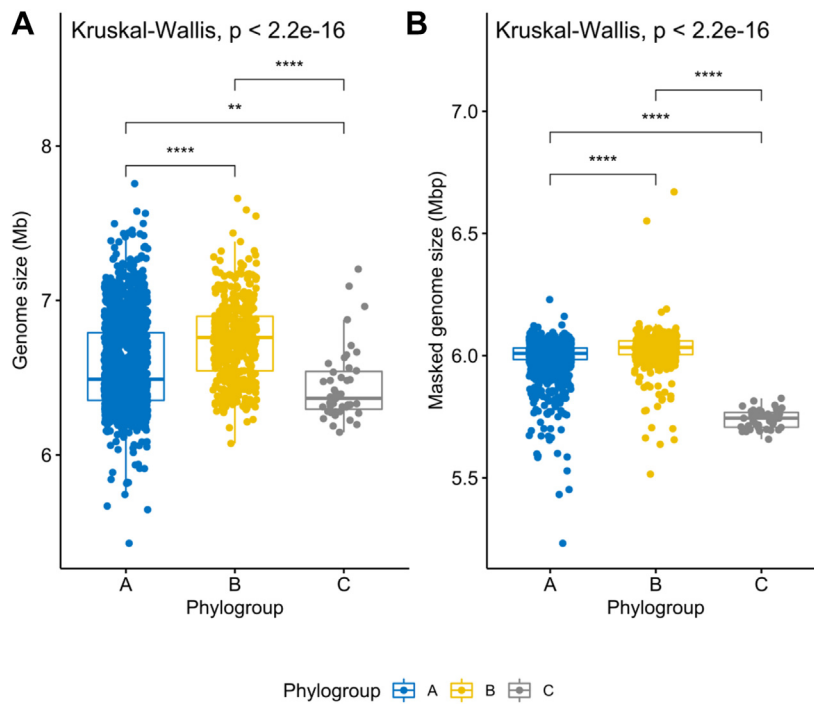 A
Kruskal-Wallis, p < 2.2e-16
****
**
****
8
7
6
Genome size (Mb)
A B C
Phylogroup
B
Kruskal-Wallis, p < 2.2e-16
****
****
****
7.0
6.5
6.0
5.5
Masked genome size (Mbp)
A B C
Phylogroup
Phylogroup A B C